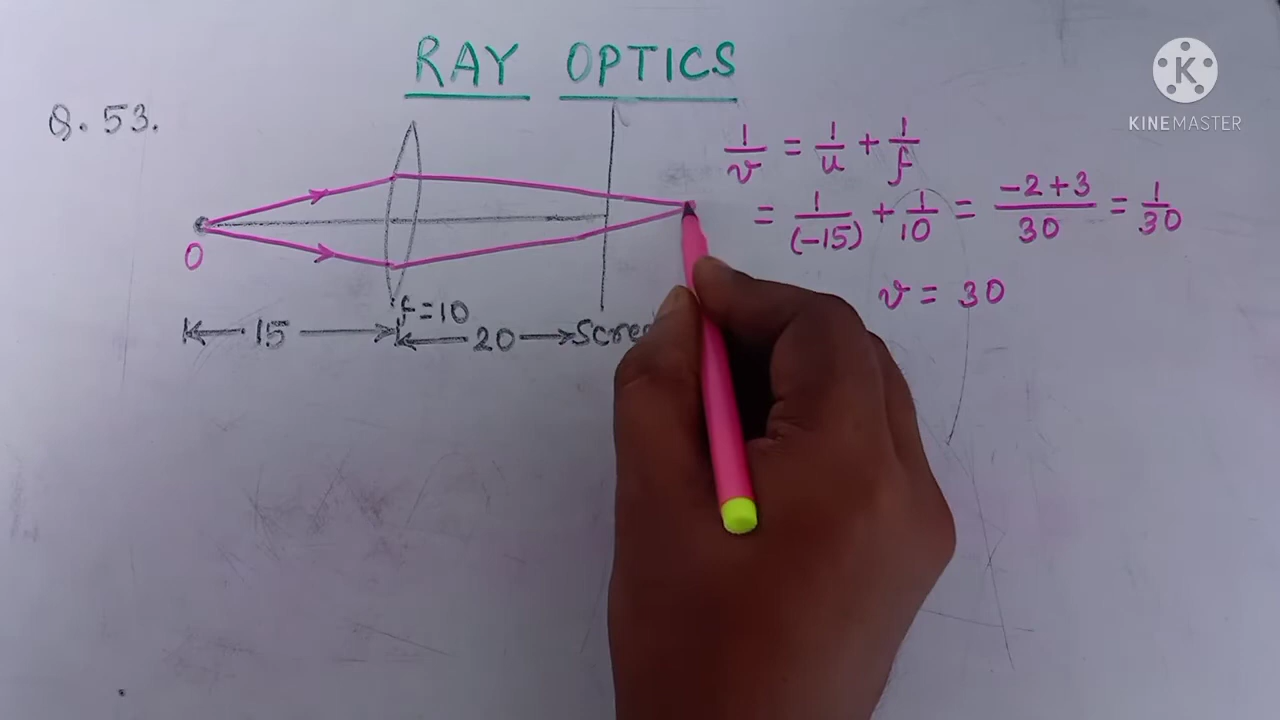 RAY OPTICS
KINEMASTER
Q. 53.
1/v = 1/u + 1/f
= 1/(-15) + 1/10 = -2+3/30 = 1/30
v = 30
O
f=10
15
20